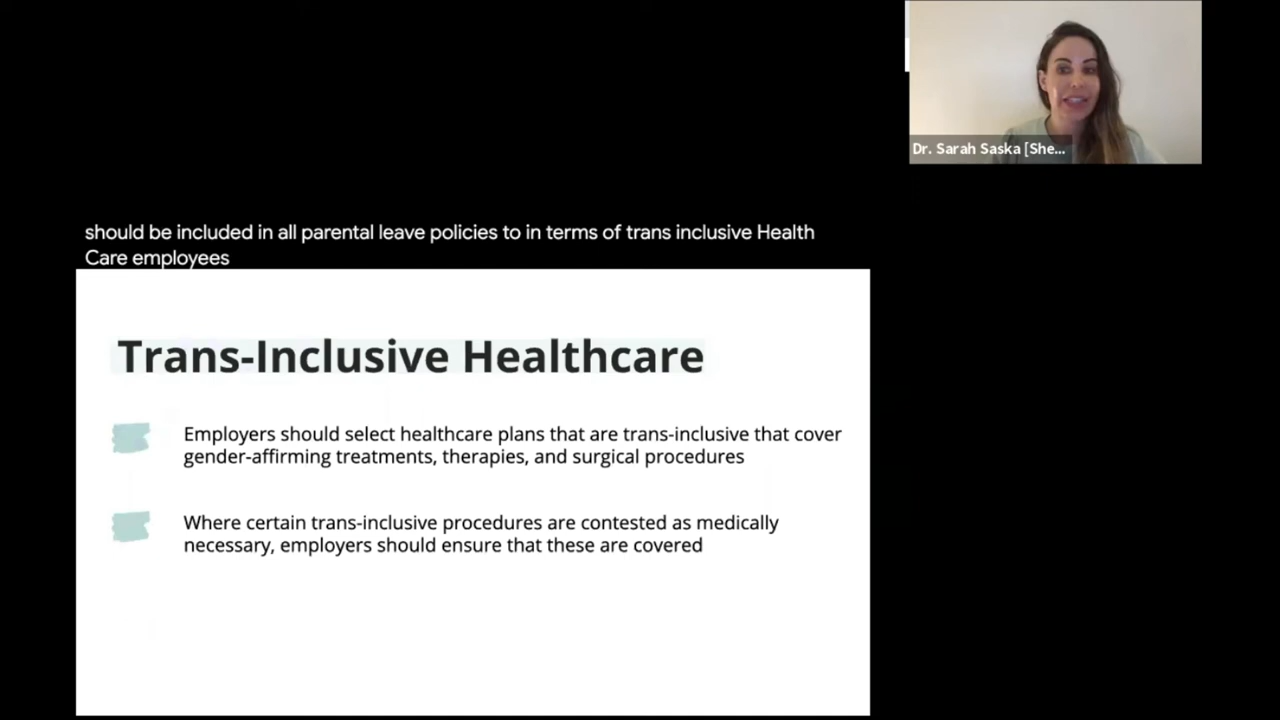 Dr. Sarah Saska [She...
should be included in all parental leave policies to in terms of trans inclusive Health
Care employees
Trans-Inclusive Healthcare
Employers should select healthcare plans that are trans-inclusive that cover
gender-affirming treatments, therapies, and surgical procedures
Where certain trans-inclusive procedures are contested as medically
necessary, employers should ensure that these are covered